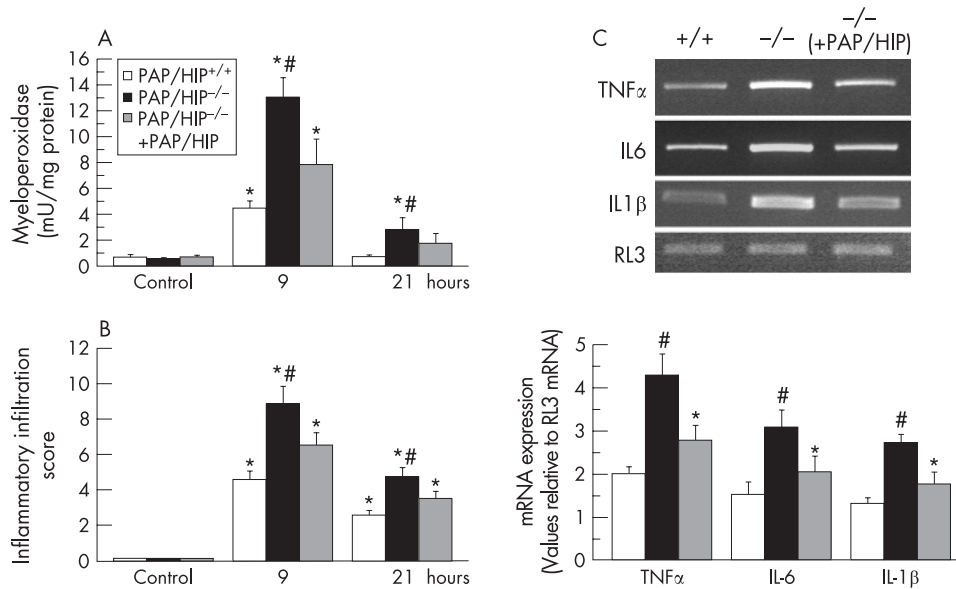 A
Myeloperoxidase
(mU/mg protein)
16
14
12
10
8
6
4
2
0
PAP/HIP+/+
PAP/HIP−/−
PAP/HIP−/−
+PAP/HIP
*
*#
*
*#
Control
9
21 hours
B
Inflammatory infiltration
score
12
10
8
6
4
2
0
*
*#
*
*
*#
*
Control
9
21 hours
C
+/+
−/−
−/−
(+PAP/HIP)
TNFα
IL6
IL1β
RL3
mRNA expression
(Values relative to RL3 mRNA)
5
4
3
2
1
0
#
*
#
*
#
*
TNFα
IL-6
IL-1β